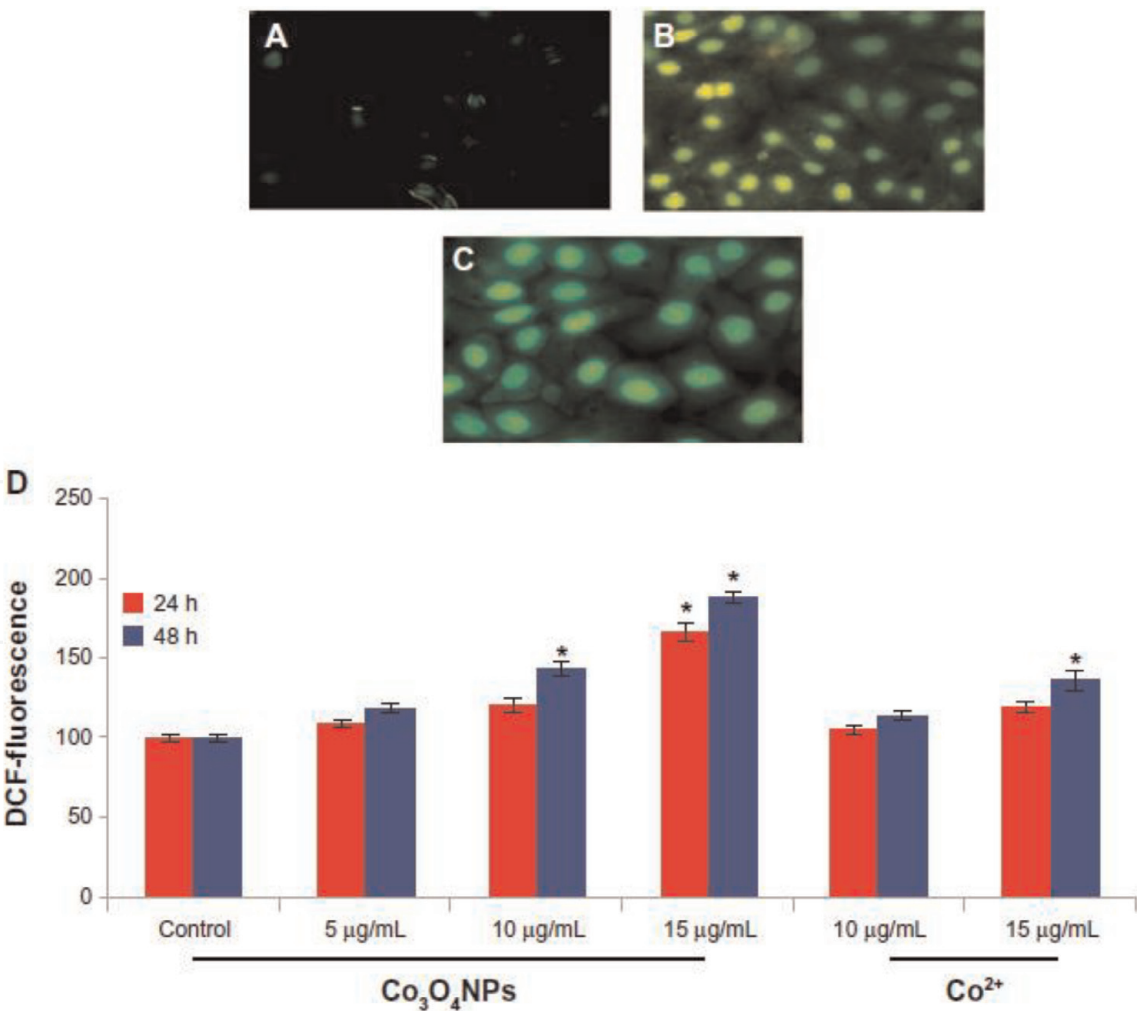 A
B
C
D
250
200
150
100
50
0
DCF-fluorescence
24 h
48 h
*
*
*
*
Control
5 μg/mL
10 μg/mL
15 μg/mL
10 μg/mL
15 μg/mL
Co₃O₄NPs
Co²⁺